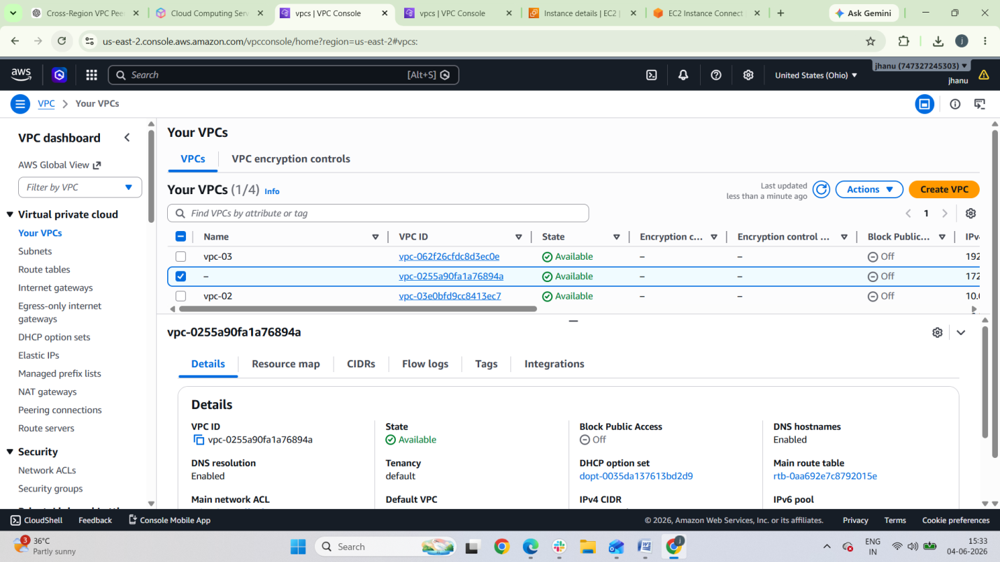 Cross-Region VPC Pee
Cloud Computing Serv
vpcs | VPC Console
vpcs | VPC Console
Instance details | EC2 |
EC2 Instance Connect
Ask Gemini
us-east-2.console.aws.amazon.com/vpcconsole/home?region=us-east-2#vpcs:
j
aws
Search
[Alt+S]
United States (Ohio)
jhanu (747327245303)
jhanu
VPC
Your VPCs
VPC dashboard
AWS Global View
Filter by VPC
Virtual private cloud
Your VPCs
Subnets
Route tables
Internet gateways
Egress-only internet
gateways
DHCP option sets
Elastic IPs
Managed prefix lists
NAT gateways
Peering connections
Route servers
Security
Network ACLs
Security groups
Your VPCs
VPCs
VPC encryption controls
Your VPCs (1/4) Info
Last updated
less than a minute ago
Actions
Create VPC
Find VPCs by attribute or tag
1
Name VPC ID State Encryption c... Encryption control ... Block Public... IPv
vpc-03 vpc-062f26cfdc8d3ec0e Available – – Off 192
– vpc-0255a90fa1a76894a Available – – Off 172
vpc-02 vpc-03e0bfd9cc8413ec7 Available – – Off 10.0
vpc-0255a90fa1a76894a
Details Resource map CIDRs Flow logs Tags Integrations
Details
VPC ID
vpc-0255a90fa1a76894a
State
Available
Block Public Access
Off
DNS hostnames
Enabled
DNS resolution
Enabled
Tenancy
default
DHCP option set
dopt-0035da137613bd2d9
Main route table
rtb-0aa692e7c8792015e
Main network ACL
Default VPC
IPv4 CIDR
IPv6 pool
CloudShell
Feedback
Console Mobile App
© 2026, Amazon Web Services, Inc. or its affiliates.
Privacy
Terms
Cookie preferences
3
36°C
Partly sunny
Search
j
ENG
IN
15:33
04-06-2026